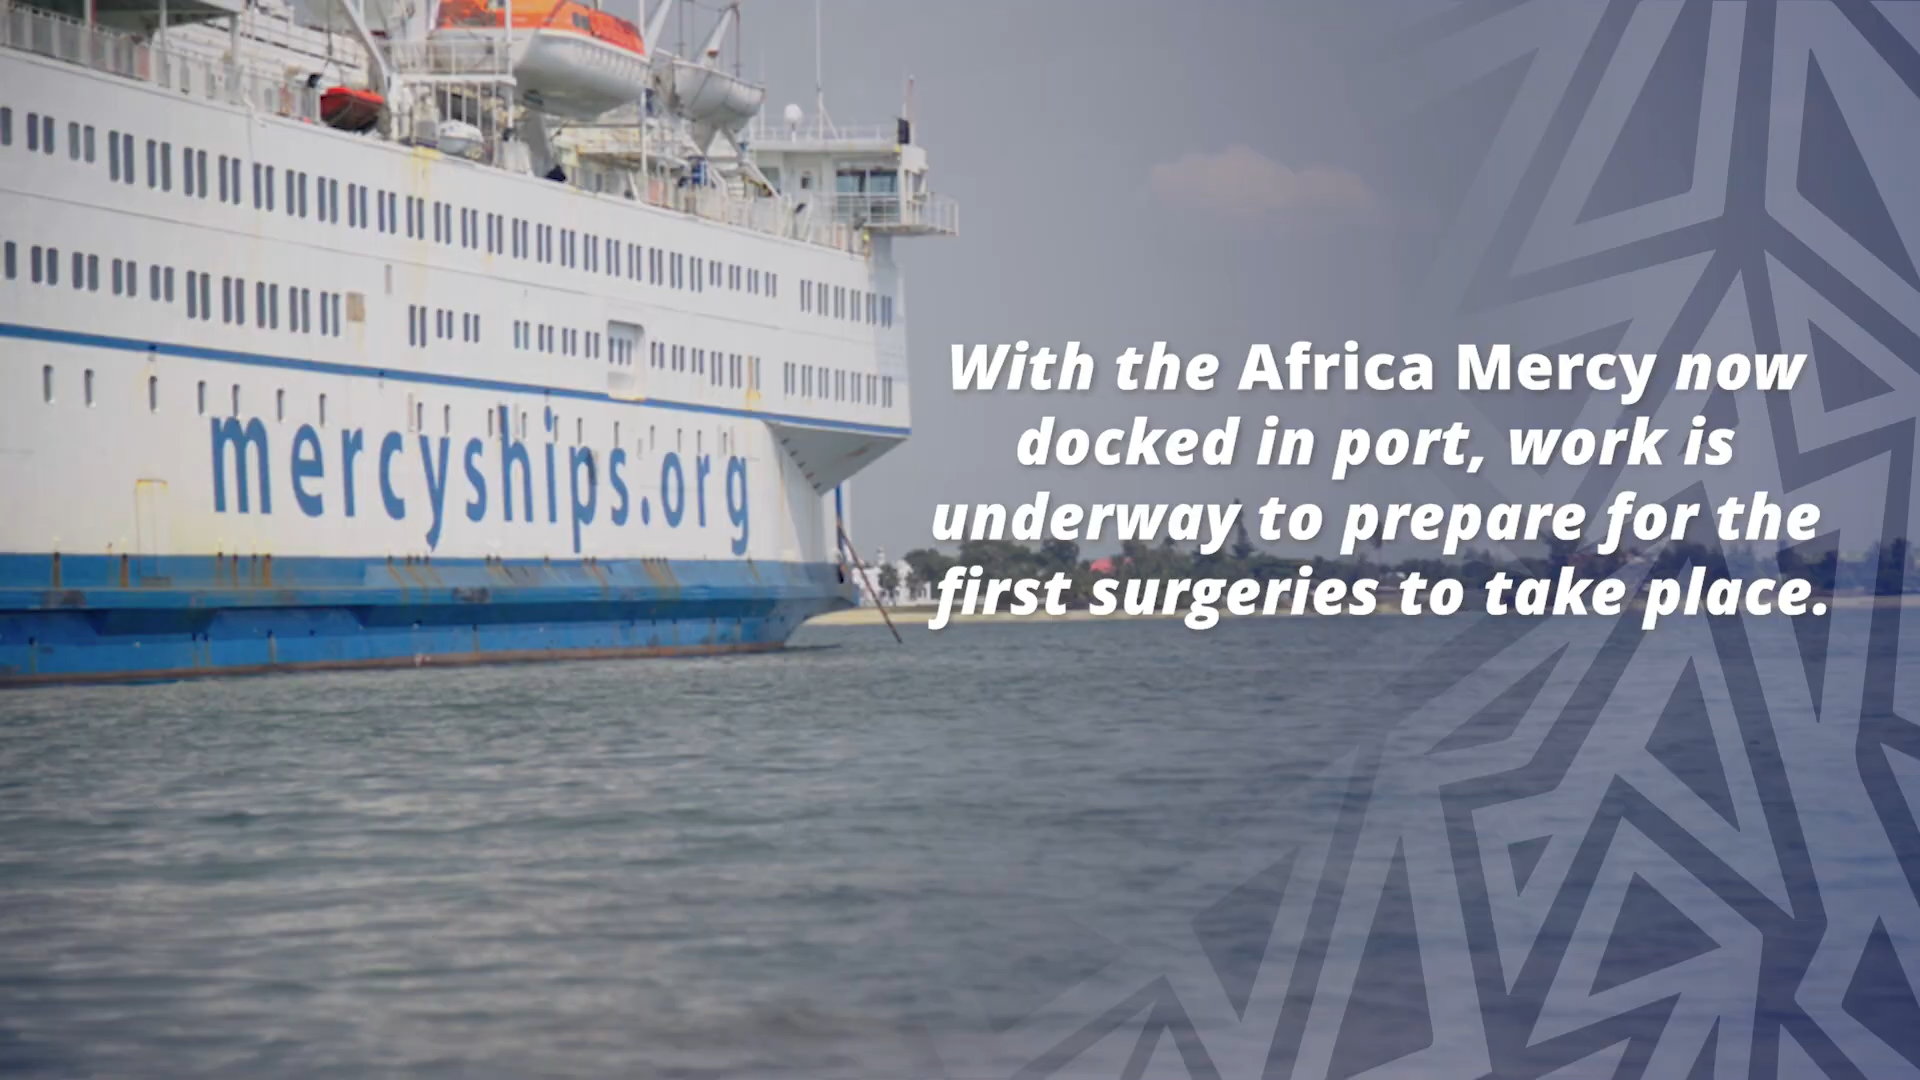 mercyships.org
With the Africa Mercy now
docked in port, work is
underway to prepare for the
first surgeries to take place.